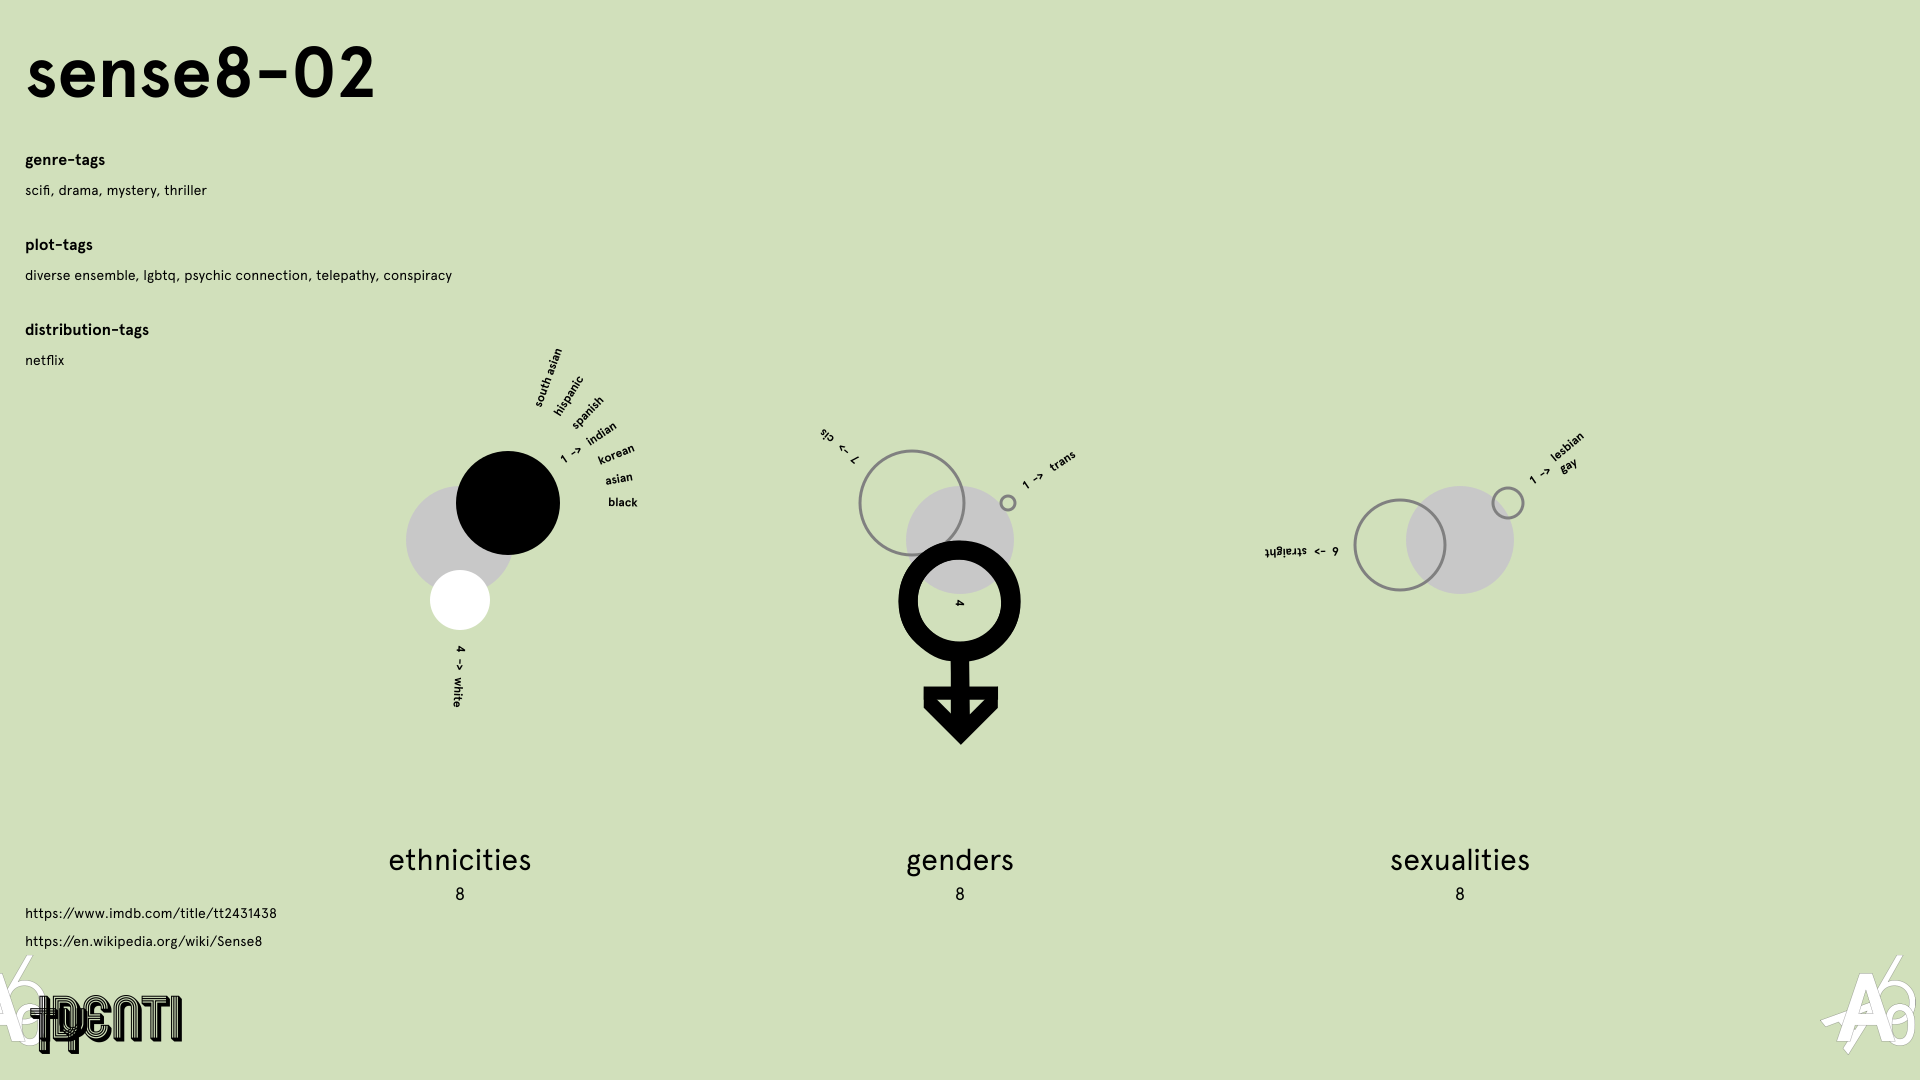 sense8-02
genre-tags
scifi, drama, mystery, thriller
plot-tags
diverse ensemble, lgbtq, psychic connection, telepathy, conspiracy
distribution-tags
netflix
south asian
hispanic
spanish
1 -> indian
korean
asian
black
4 -> white
7 -> cis
1 -> trans
4
6 -> straight
1 -> lesbian
gay
ethnicities
8
genders
8
sexualities
8
https://www.imdb.com/title/tt2431438
https://en.wikipedia.org/wiki/Sense8
IDENTI